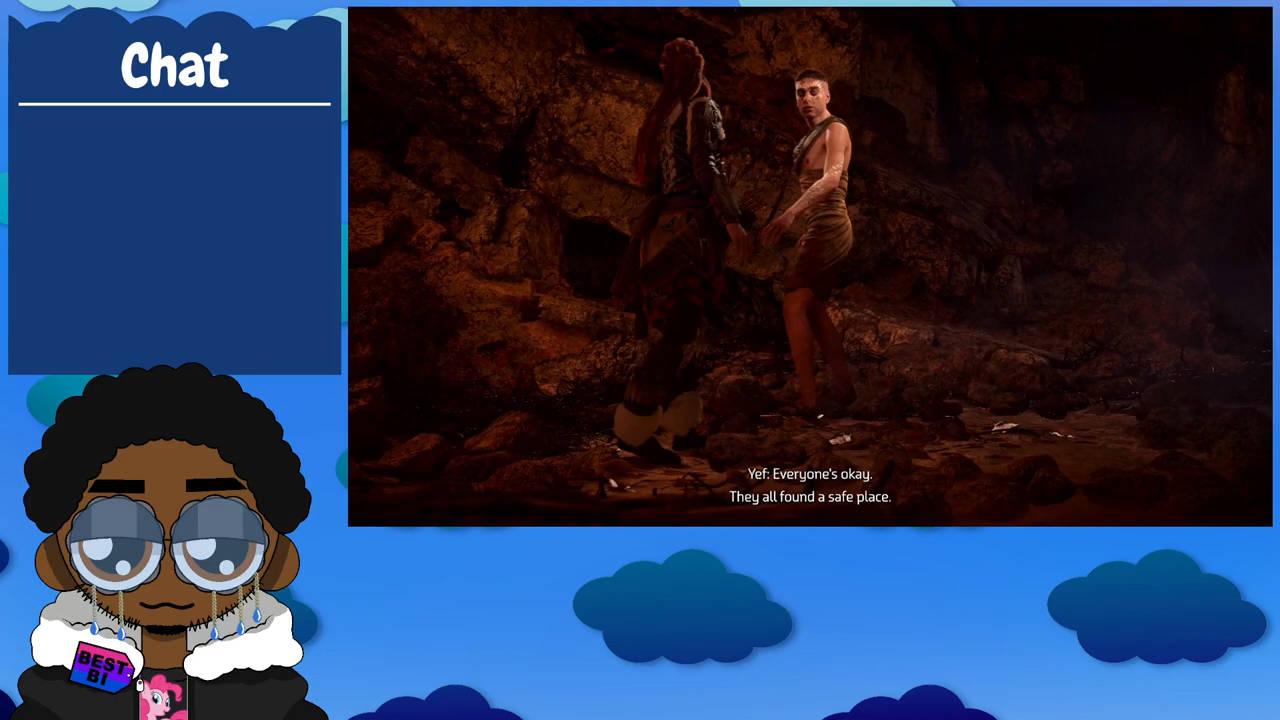 Chat
Yef: Everyone's okay.
They all found a safe place.
BEST.
BI